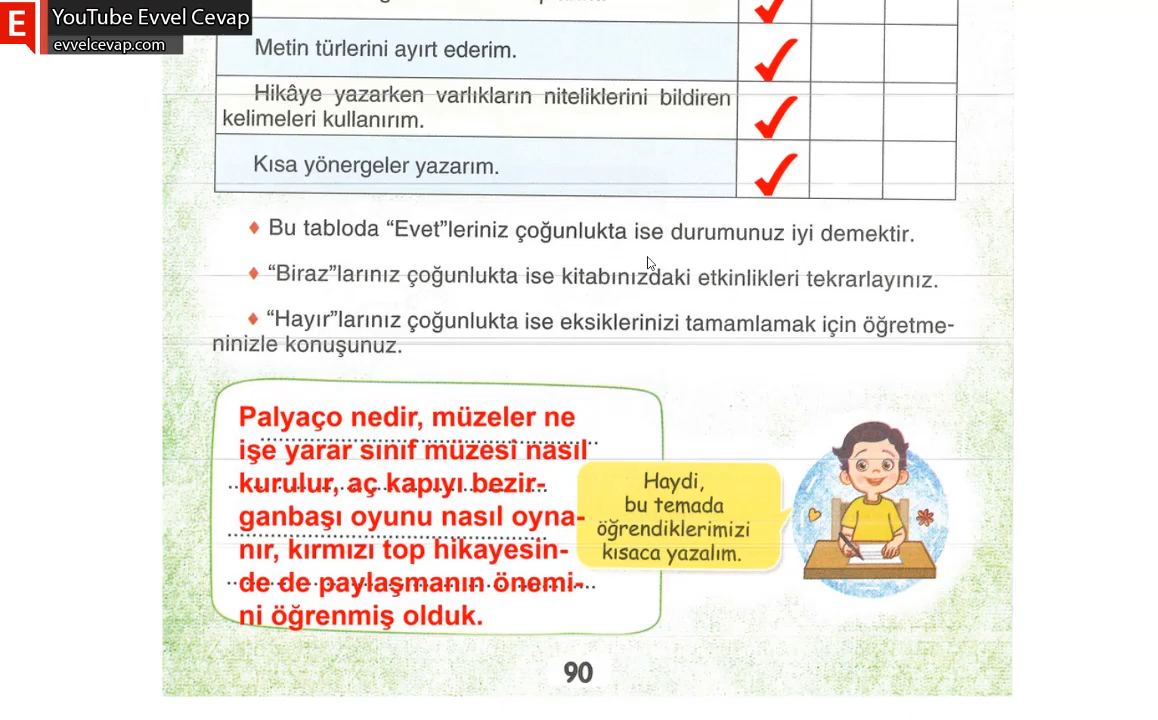 YouTube Evvel Cevap
evvelcevap.com
Metin türlerini ayırt ederim.
Hikâye yazarken varlıkların niteliklerini bildiren
kelimeleri kullanırım.
Kısa yönergeler yazarım.
♦ Bu tabloda “Evet”leriniz çoğunlukta ise durumunuz iyi demektir.
♦ “Biraz”larınız çoğunlukta ise kitabınızdaki etkinlikleri tekrarlayınız.
♦ “Hayır”larınız çoğunlukta ise eksiklerinizi tamamlamak için öğretme-
ninizle konuşunuz.
Palyaço nedir, müzeler ne
işe yarar sınıf müzesi nasıl
kurulur, aç kapıyı bezir-
ganbaşı oyunu nasıl oyna-
nır, kırmızı top hikayesin-
de de paylaşmanın önemi-
ni öğrenmiş olduk.
Haydi,
bu temada
öğrendiklerimizi
kısaca yazalım.
90